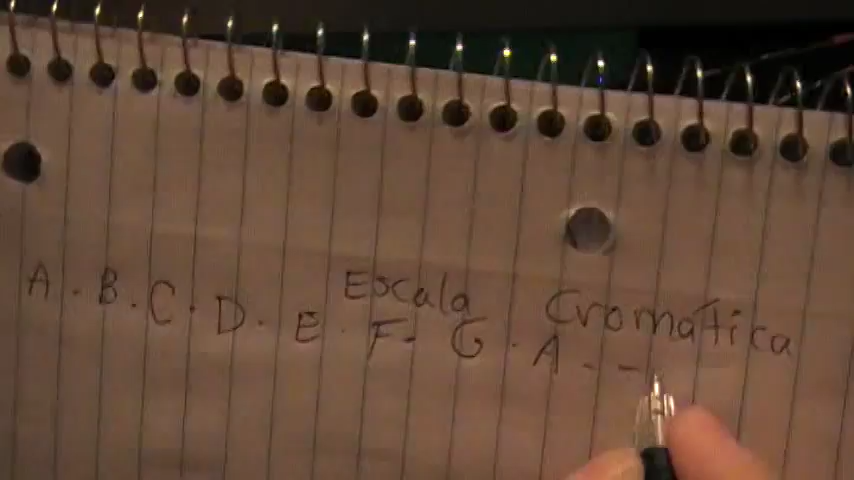 Escala Cromática
A . B . C . D . E . F - G . A - - -